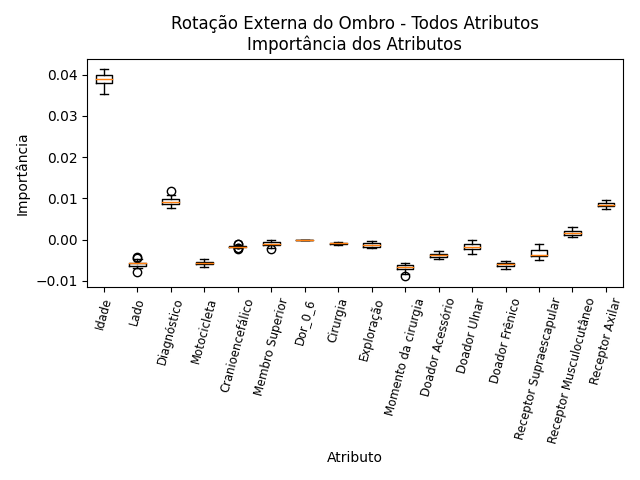 Rotação Externa do Ombro - Todos Atributos
Importância dos Atributos
Importância
0.04
0.03
0.02
0.01
0.00
−0.01
Idade
Lado
Diagnóstico
Motocicleta
Cranioencefálico
Membro Superior
Dor_0_6
Cirurgia
Exploração
Momento da cirurgia
Doador Acessório
Doador Ulnar
Doador Frênico
Receptor Supraescapular
Receptor Musculocutâneo
Receptor Axilar
Atributo